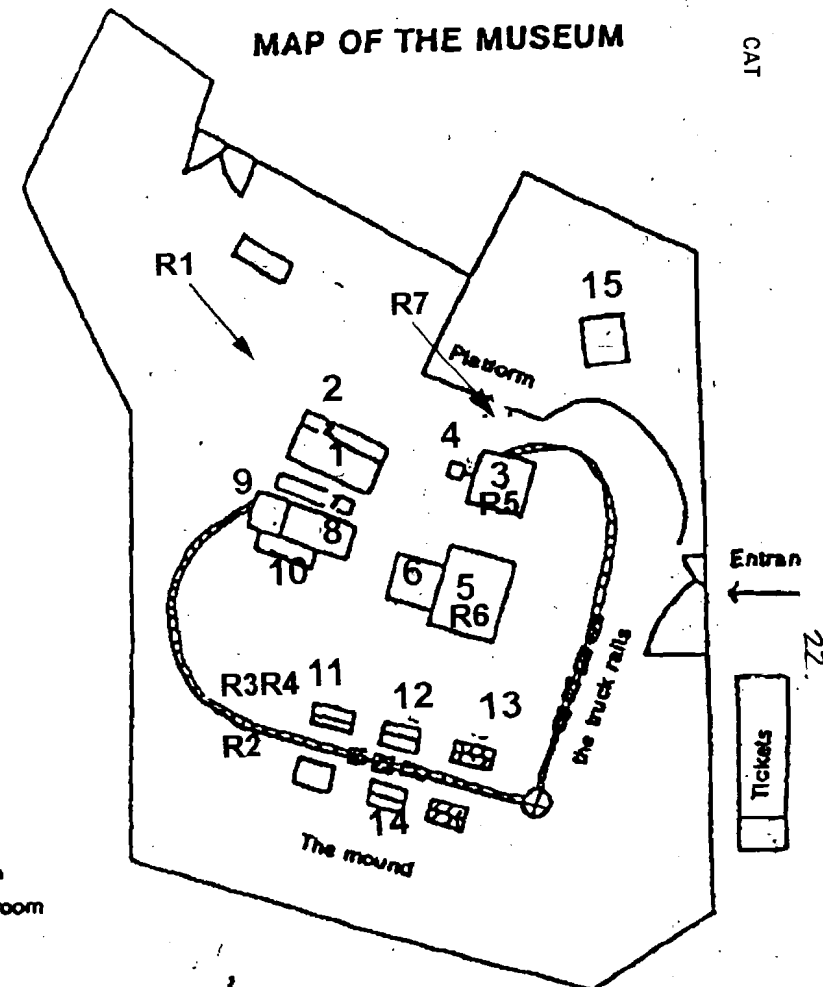 MAP OF THE MUSEUM
CAT
R1
R7
15
Platform
2
4
1
3
R5
9
8
10
6
5
R6
Entran
the truck rails
22.
R3R4 11
12
13
R2
14
Tickets
The mound
room